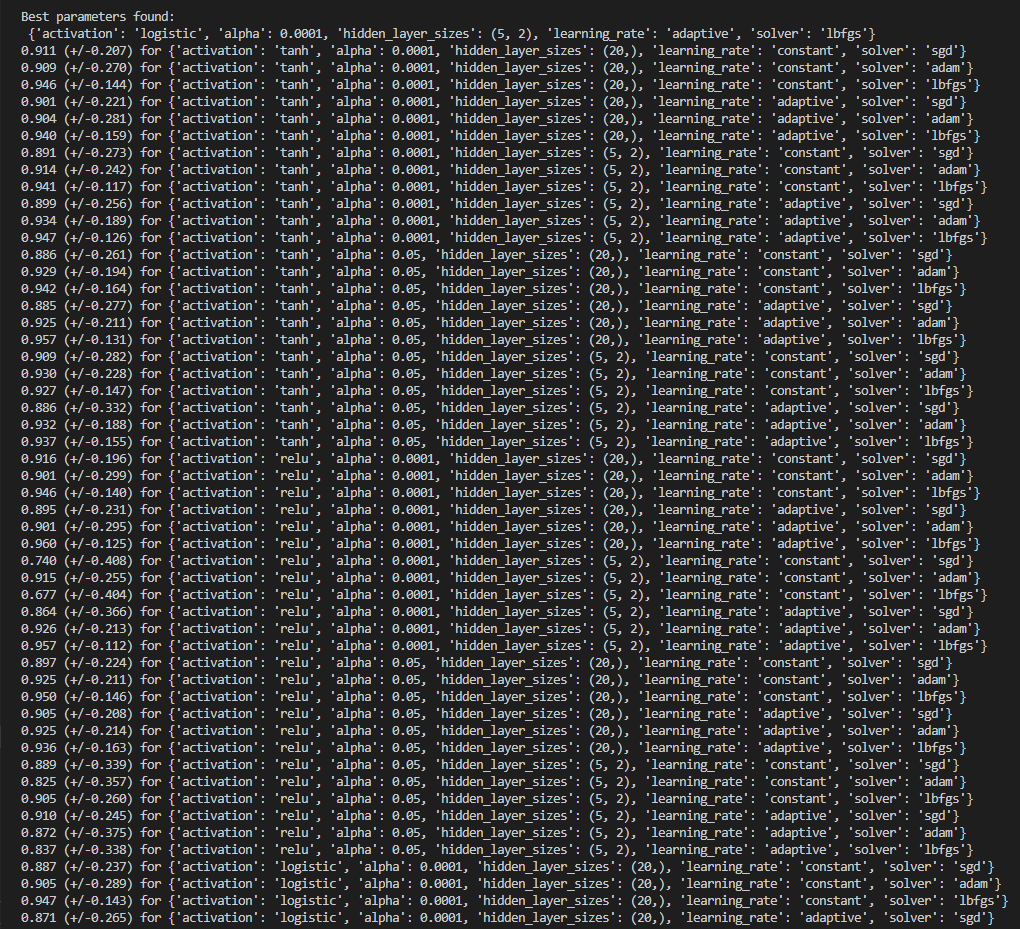 Best parameters found:
{'activation': 'logistic', 'alpha': 0.0001, 'hidden_layer_sizes': (5, 2), 'learning_rate': 'adaptive', 'solver': 'lbfgs'}
0.911 (+/-0.207) for {'activation': 'tanh', 'alpha': 0.0001, 'hidden_layer_sizes': (20,), 'learning_rate': 'constant', 'solver': 'sgd'}
0.909 (+/-0.270) for {'activation': 'tanh', 'alpha': 0.0001, 'hidden_layer_sizes': (20,), 'learning_rate': 'constant', 'solver': 'adam'}
0.946 (+/-0.144) for {'activation': 'tanh', 'alpha': 0.0001, 'hidden_layer_sizes': (20,), 'learning_rate': 'constant', 'solver': 'lbfgs'}
0.901 (+/-0.221) for {'activation': 'tanh', 'alpha': 0.0001, 'hidden_layer_sizes': (20,), 'learning_rate': 'adaptive', 'solver': 'sgd'}
0.904 (+/-0.281) for {'activation': 'tanh', 'alpha': 0.0001, 'hidden_layer_sizes': (20,), 'learning_rate': 'adaptive', 'solver': 'adam'}
0.940 (+/-0.159) for {'activation': 'tanh', 'alpha': 0.0001, 'hidden_layer_sizes': (20,), 'learning_rate': 'adaptive', 'solver': 'lbfgs'}
0.891 (+/-0.273) for {'activation': 'tanh', 'alpha': 0.0001, 'hidden_layer_sizes': (5, 2), 'learning_rate': 'constant', 'solver': 'sgd'}
0.914 (+/-0.242) for {'activation': 'tanh', 'alpha': 0.0001, 'hidden_layer_sizes': (5, 2), 'learning_rate': 'constant', 'solver': 'adam'}
0.941 (+/-0.117) for {'activation': 'tanh', 'alpha': 0.0001, 'hidden_layer_sizes': (5, 2), 'learning_rate': 'constant', 'solver': 'lbfgs'}
0.899 (+/-0.256) for {'activation': 'tanh', 'alpha': 0.0001, 'hidden_layer_sizes': (5, 2), 'learning_rate': 'adaptive', 'solver': 'sgd'}
0.934 (+/-0.189) for {'activation': 'tanh', 'alpha': 0.0001, 'hidden_layer_sizes': (5, 2), 'learning_rate': 'adaptive', 'solver': 'adam'}
0.947 (+/-0.126) for {'activation': 'tanh', 'alpha': 0.0001, 'hidden_layer_sizes': (5, 2), 'learning_rate': 'adaptive', 'solver': 'lbfgs'}
0.886 (+/-0.261) for {'activation': 'tanh', 'alpha': 0.05, 'hidden_layer_sizes': (20,), 'learning_rate': 'constant', 'solver': 'sgd'}
0.929 (+/-0.194) for {'activation': 'tanh', 'alpha': 0.05, 'hidden_layer_sizes': (20,), 'learning_rate': 'constant', 'solver': 'adam'}
0.942 (+/-0.164) for {'activation': 'tanh', 'alpha': 0.05, 'hidden_layer_sizes': (20,), 'learning_rate': 'constant', 'solver': 'lbfgs'}
0.885 (+/-0.277) for {'activation': 'tanh', 'alpha': 0.05, 'hidden_layer_sizes': (20,), 'learning_rate': 'adaptive', 'solver': 'sgd'}
0.925 (+/-0.211) for {'activation': 'tanh', 'alpha': 0.05, 'hidden_layer_sizes': (20,), 'learning_rate': 'adaptive', 'solver': 'adam'}
0.957 (+/-0.131) for {'activation': 'tanh', 'alpha': 0.05, 'hidden_layer_sizes': (20,), 'learning_rate': 'adaptive', 'solver': 'lbfgs'}
0.909 (+/-0.282) for {'activation': 'tanh', 'alpha': 0.05, 'hidden_layer_sizes': (5, 2), 'learning_rate': 'constant', 'solver': 'sgd'}
0.930 (+/-0.228) for {'activation': 'tanh', 'alpha': 0.05, 'hidden_layer_sizes': (5, 2), 'learning_rate': 'constant', 'solver': 'adam'}
0.927 (+/-0.147) for {'activation': 'tanh', 'alpha': 0.05, 'hidden_layer_sizes': (5, 2), 'learning_rate': 'constant', 'solver': 'lbfgs'}
0.886 (+/-0.332) for {'activation': 'tanh', 'alpha': 0.05, 'hidden_layer_sizes': (5, 2), 'learning_rate': 'adaptive', 'solver': 'sgd'}
0.932 (+/-0.188) for {'activation': 'tanh', 'alpha': 0.05, 'hidden_layer_sizes': (5, 2), 'learning_rate': 'adaptive', 'solver': 'adam'}
0.937 (+/-0.155) for {'activation': 'tanh', 'alpha': 0.05, 'hidden_layer_sizes': (5, 2), 'learning_rate': 'adaptive', 'solver': 'lbfgs'}
0.916 (+/-0.196) for {'activation': 'relu', 'alpha': 0.0001, 'hidden_layer_sizes': (20,), 'learning_rate': 'constant', 'solver': 'sgd'}
0.901 (+/-0.299) for {'activation': 'relu', 'alpha': 0.0001, 'hidden_layer_sizes': (20,), 'learning_rate': 'constant', 'solver': 'adam'}
0.946 (+/-0.140) for {'activation': 'relu', 'alpha': 0.0001, 'hidden_layer_sizes': (20,), 'learning_rate': 'constant', 'solver': 'lbfgs'}
0.895 (+/-0.231) for {'activation': 'relu', 'alpha': 0.0001, 'hidden_layer_sizes': (20,), 'learning_rate': 'adaptive', 'solver': 'sgd'}
0.901 (+/-0.295) for {'activation': 'relu', 'alpha': 0.0001, 'hidden_layer_sizes': (20,), 'learning_rate': 'adaptive', 'solver': 'adam'}
0.960 (+/-0.125) for {'activation': 'relu', 'alpha': 0.0001, 'hidden_layer_sizes': (20,), 'learning_rate': 'adaptive', 'solver': 'lbfgs'}
0.740 (+/-0.408) for {'activation': 'relu', 'alpha': 0.0001, 'hidden_layer_sizes': (5, 2), 'learning_rate': 'constant', 'solver': 'sgd'}
0.915 (+/-0.255) for {'activation': 'relu', 'alpha': 0.0001, 'hidden_layer_sizes': (5, 2), 'learning_rate': 'constant', 'solver': 'adam'}
0.677 (+/-0.404) for {'activation': 'relu', 'alpha': 0.0001, 'hidden_layer_sizes': (5, 2), 'learning_rate': 'constant', 'solver': 'lbfgs'}
0.864 (+/-0.366) for {'activation': 'relu', 'alpha': 0.0001, 'hidden_layer_sizes': (5, 2), 'learning_rate': 'adaptive', 'solver': 'sgd'}
0.926 (+/-0.213) for {'activation': 'relu', 'alpha': 0.0001, 'hidden_layer_sizes': (5, 2), 'learning_rate': 'adaptive', 'solver': 'adam'}
0.957 (+/-0.112) for {'activation': 'relu', 'alpha': 0.0001, 'hidden_layer_sizes': (5, 2), 'learning_rate': 'adaptive', 'solver': 'lbfgs'}
0.897 (+/-0.224) for {'activation': 'relu', 'alpha': 0.05, 'hidden_layer_sizes': (20,), 'learning_rate': 'constant', 'solver': 'sgd'}
0.925 (+/-0.211) for {'activation': 'relu', 'alpha': 0.05, 'hidden_layer_sizes': (20,), 'learning_rate': 'constant', 'solver': 'adam'}
0.950 (+/-0.146) for {'activation': 'relu', 'alpha': 0.05, 'hidden_layer_sizes': (20,), 'learning_rate': 'constant', 'solver': 'lbfgs'}
0.905 (+/-0.208) for {'activation': 'relu', 'alpha': 0.05, 'hidden_layer_sizes': (20,), 'learning_rate': 'adaptive', 'solver': 'sgd'}
0.925 (+/-0.214) for {'activation': 'relu', 'alpha': 0.05, 'hidden_layer_sizes': (20,), 'learning_rate': 'adaptive', 'solver': 'adam'}
0.936 (+/-0.163) for {'activation': 'relu', 'alpha': 0.05, 'hidden_layer_sizes': (20,), 'learning_rate': 'adaptive', 'solver': 'lbfgs'}
0.889 (+/-0.339) for {'activation': 'relu', 'alpha': 0.05, 'hidden_layer_sizes': (5, 2), 'learning_rate': 'constant', 'solver': 'sgd'}
0.825 (+/-0.357) for {'activation': 'relu', 'alpha': 0.05, 'hidden_layer_sizes': (5, 2), 'learning_rate': 'constant', 'solver': 'adam'}
0.905 (+/-0.260) for {'activation': 'relu', 'alpha': 0.05, 'hidden_layer_sizes': (5, 2), 'learning_rate': 'constant', 'solver': 'lbfgs'}
0.910 (+/-0.245) for {'activation': 'relu', 'alpha': 0.05, 'hidden_layer_sizes': (5, 2), 'learning_rate': 'adaptive', 'solver': 'sgd'}
0.872 (+/-0.375) for {'activation': 'relu', 'alpha': 0.05, 'hidden_layer_sizes': (5, 2), 'learning_rate': 'adaptive', 'solver': 'adam'}
0.837 (+/-0.338) for {'activation': 'relu', 'alpha': 0.05, 'hidden_layer_sizes': (5, 2), 'learning_rate': 'adaptive', 'solver': 'lbfgs'}
0.887 (+/-0.237) for {'activation': 'logistic', 'alpha': 0.0001, 'hidden_layer_sizes': (20,), 'learning_rate': 'constant', 'solver': 'sgd'}
0.905 (+/-0.289) for {'activation': 'logistic', 'alpha': 0.0001, 'hidden_layer_sizes': (20,), 'learning_rate': 'constant', 'solver': 'adam'}
0.947 (+/-0.143) for {'activation': 'logistic', 'alpha': 0.0001, 'hidden_layer_sizes': (20,), 'learning_rate': 'constant', 'solver': 'lbfgs'}
0.871 (+/-0.265) for {'activation': 'logistic', 'alpha': 0.0001, 'hidden_layer_sizes': (20,), 'learning_rate': 'adaptive', 'solver': 'sgd'}